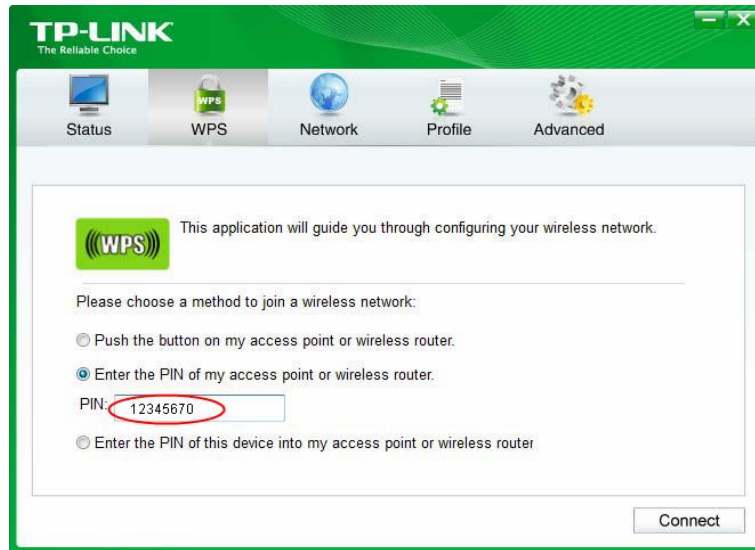 TP-LINK
The Reliable Choice
Status
WPS
WPS
Network
Profile
Advanced
((WPS))
This application will guide you through configuring your wireless network.
Please choose a method to join a wireless network:
Push the button on my access point or wireless router.
Enter the PIN of my access point or wireless router.
PIN: 12345670
Enter the PIN of this device into my access point or wireless router
Connect